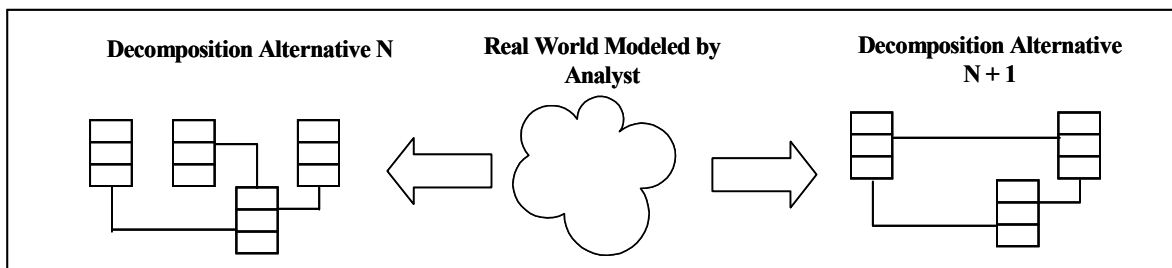 Decomposition Alternative N
Real World Modeled by
Analyst
Decomposition Alternative
N + 1